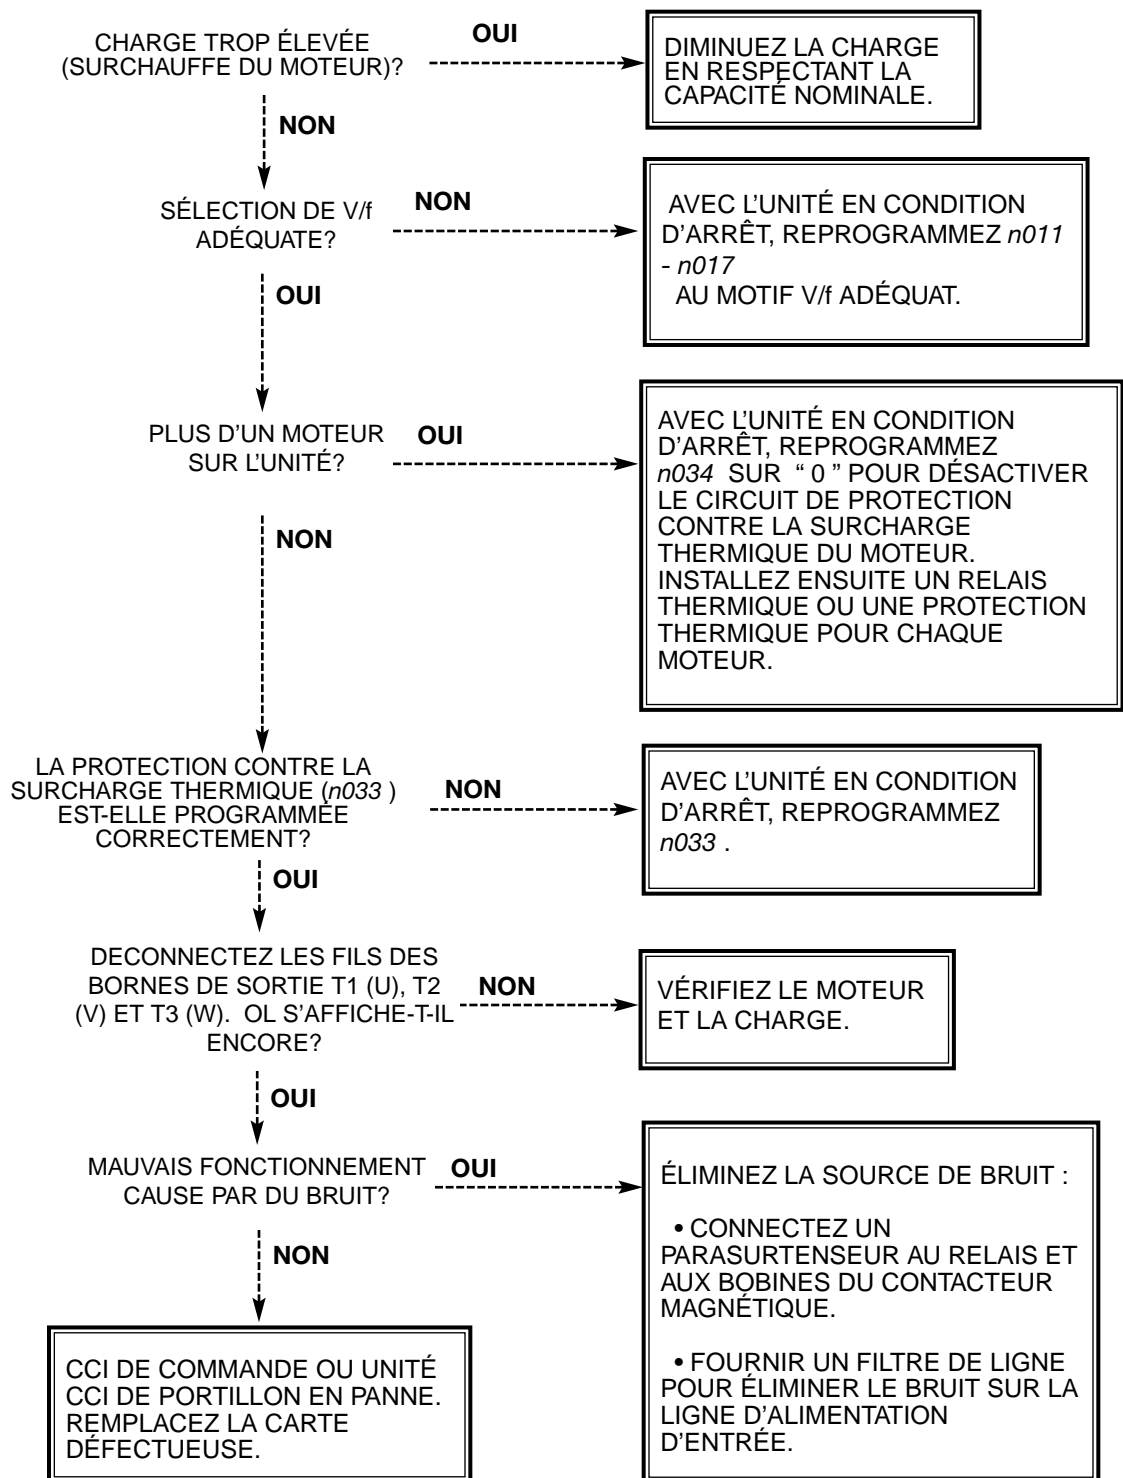 CHARGE TROP ÉLEVÉE
(SURCHAUFFE DU MOTEUR)?
OUI
DIMINUEZ LA CHARGE
EN RESPECTANT LA
CAPACITÉ NOMINALE.
NON
SÉLECTION DE V/f
ADÉQUATE?
NON
AVEC L'UNITÉ EN CONDITION
D'ARRÊT, REPROGRAMMEZ n011
- n017
AU MOTIF V/f ADÉQUAT.
OUI
PLUS D'UN MOTEUR
SUR L'UNITÉ?
OUI
AVEC L'UNITÉ EN CONDITION
D'ARRÊT, REPROGRAMMEZ
n034 SUR “ 0 ” POUR DÉSACTIVER
LE CIRCUIT DE PROTECTION
CONTRE LA SURCHARGE
THERMIQUE DU MOTEUR.
INSTALLEZ ENSUITE UN RELAIS
THERMIQUE OU UNE PROTECTION
THERMIQUE POUR CHAQUE
MOTEUR.
NON
LA PROTECTION CONTRE LA
SURCHARGE THERMIQUE (n033 )
EST-ELLE PROGRAMMÉE
CORRECTEMENT?
NON
AVEC L'UNITÉ EN CONDITION
D'ARRÊT, REPROGRAMMEZ
n033 .
OUI
DECONNECTEZ LES FILS DES
BORNES DE SORTIE T1 (U), T2
(V) ET T3 (W). OL S'AFFICHE-T-IL
ENCORE?
NON
VÉRIFIEZ LE MOTEUR
ET LA CHARGE.
OUI
MAUVAIS FONCTIONNEMENT
CAUSE PAR DU BRUIT?
OUI
ÉLIMINEZ LA SOURCE DE BRUIT :
• CONNECTEZ UN
PARASURTENSEUR AU RELAIS ET
AUX BOBINES DU CONTACTEUR
MAGNÉTIQUE.
• FOURNIR UN FILTRE DE LIGNE
POUR ÉLIMINER LE BRUIT SUR LA
LIGNE D'ALIMENTATION
D'ENTRÉE.
NON
CCI DE COMMANDE OU UNITÉ
CCI DE PORTILLON EN PANNE.
REMPLACEZ LA CARTE
DÉFECTUEUSE.